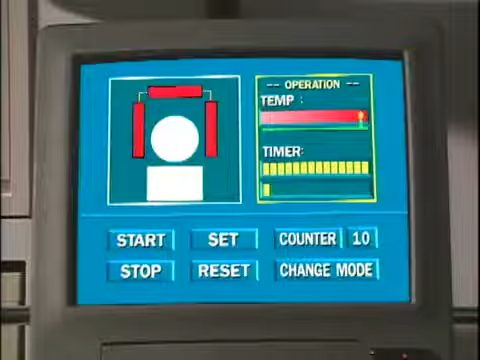 -- OPERATION --
TEMP :
TIMER:
START SET COUNTER 10
STOP RESET CHANGE MODE